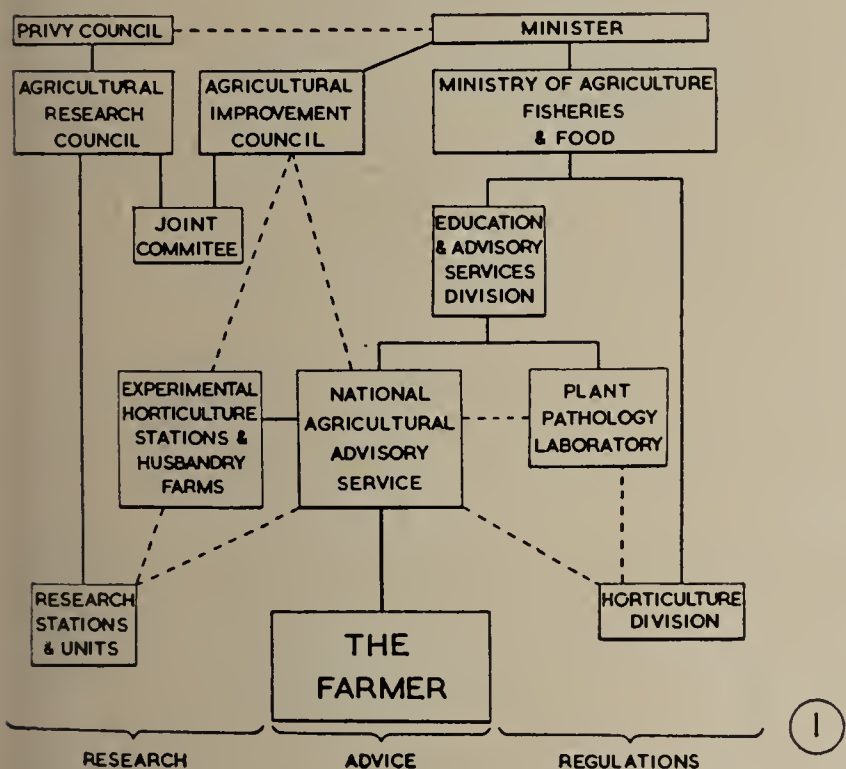 PRIVY COUNCIL
MINISTER
AGRICULTURAL
RESEARCH
COUNCIL
AGRICULTURAL
IMPROVEMENT
COUNCIL
MINISTRY OF AGRICULTURE
FISHERIES
& FOOD
JOINT
COMMITEE
EDUCATION
& ADVISORY
SERVICES
DIVISION
EXPERIMENTAL
HORTICULTURE
STATIONS &
HUSBANDRY
FARMS
NATIONAL
AGRICULTURAL
ADVISORY
SERVICE
PLANT
PATHOLOGY
LABORATORY
RESEARCH
STATIONS
& UNITS
THE
FARMER
HORTICULTURE
DIVISION
RESEARCH
ADVICE
REGULATIONS
1